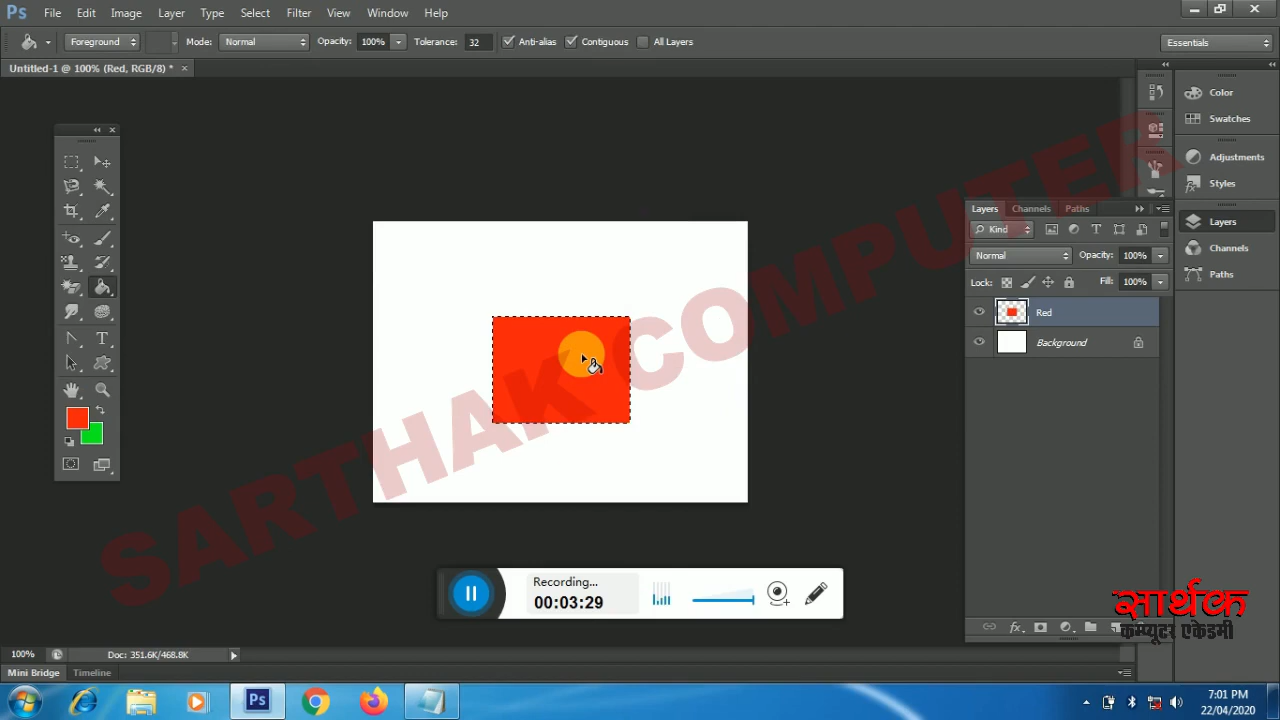 Ps File Edit Image Layer Type Select Filter View Window Help
Foreground Mode: Normal Opacity: 100% Tolerance: 32 Anti-alias Contiguous All Layers Essentials
Untitled-1 @ 100% (Red, RGB/8) *
Color
Swatches
Adjustments
Styles
Layers
Channels
Paths
Layers Channels Paths
Kind
Normal Opacity: 100%
Lock: Fill: 100%
Red
Background
SARTHAK COMPUTER
Recording...
00:03:29
सार्थक
कम्प्यूटर एकेडमी
100% Doc: 351.6K/468.8K
Mini Bridge Timeline
Ps
7:01 PM
22/04/2020